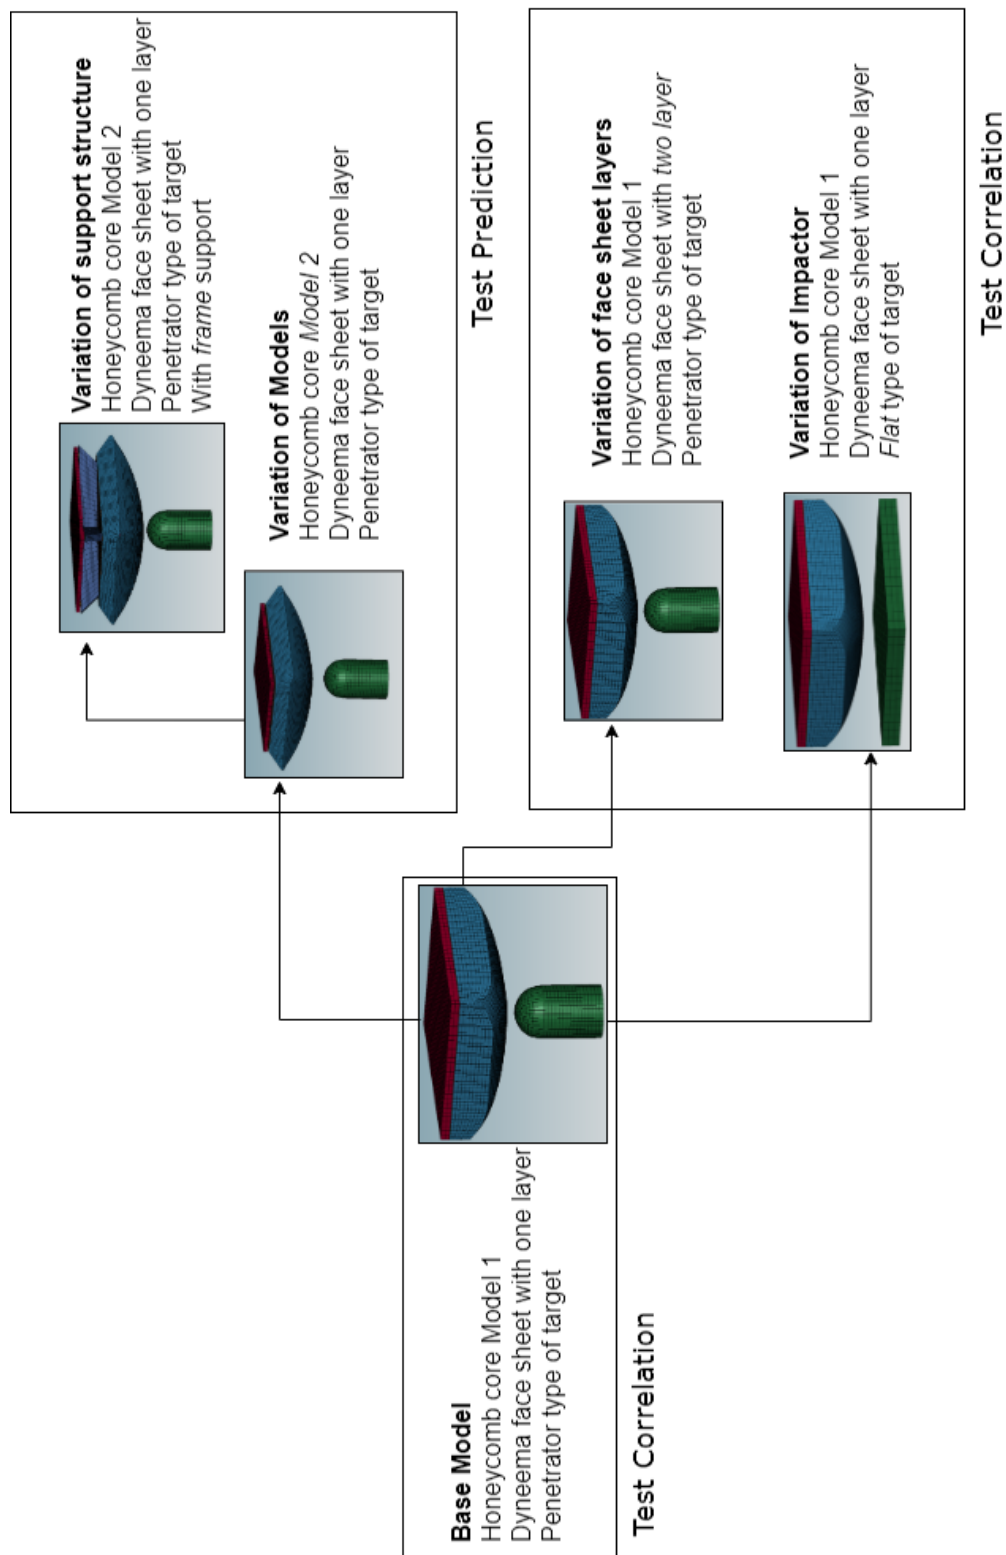 Variation of support structure
Honeycomb core Model 2
Dyneema face sheet with one layer
Penetrator type of target
With frame support
Variation of Models
Honeycomb core Model 2
Dyneema face sheet with one layer
Penetrator type of target
Test Prediction
Base Model
Honeycomb core Model 1
Dyneema face sheet with one layer
Penetrator type of target
Test Correlation
Variation of face sheet layers
Honeycomb core Model 1
Dyneema face sheet with two layer
Penetrator type of target
Variation of Impactor
Honeycomb core Model 1
Dyneema face sheet with one layer
Flat type of target
Test Correlation